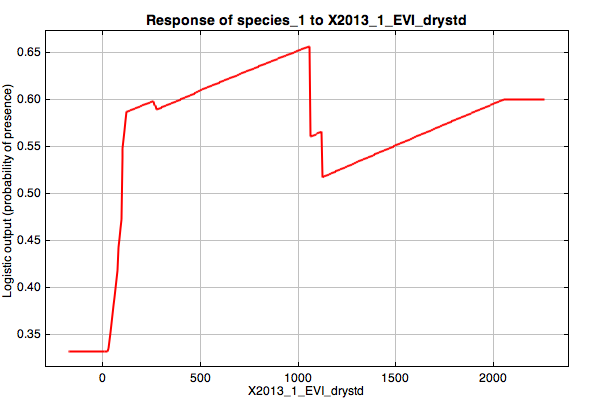 Response of species_1 to X2013_1_EVI_drystd
Logistic output (probability of presence)
0.65
0.60
0.55
0.50
0.45
0.40
0.35
0 500 1000 1500 2000
X2013_1_EVI_drystd